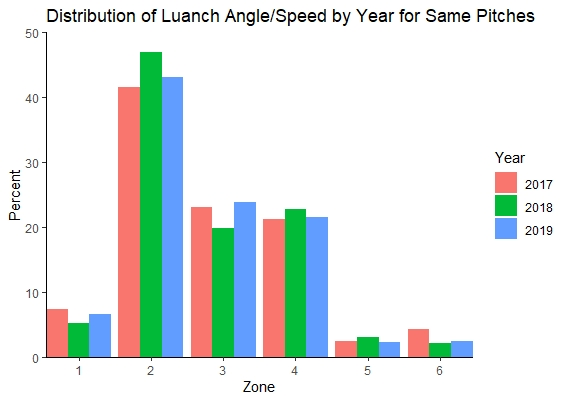 Distribution of Luanch Angle/Speed by Year for Same Pitches
50
40
30
20
10
0
Percent
1 2 3 4 5 6
Zone
Year
2017
2018
2019